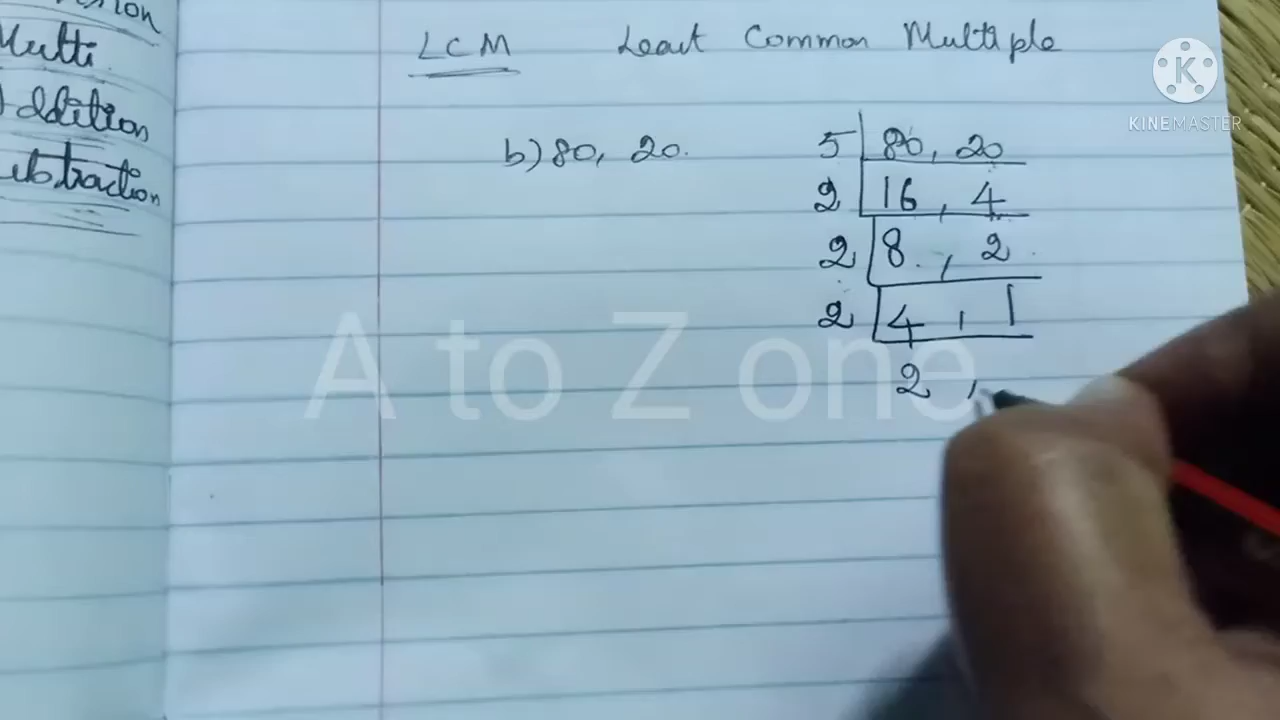 Multi
Addition
LCM Least Common Multiple
b) 80, 20.
5 | 80, 20
2 | 16, 4
2 | 8, 2
2 | 4, 1
2,
KINEMASTER
A to Z one